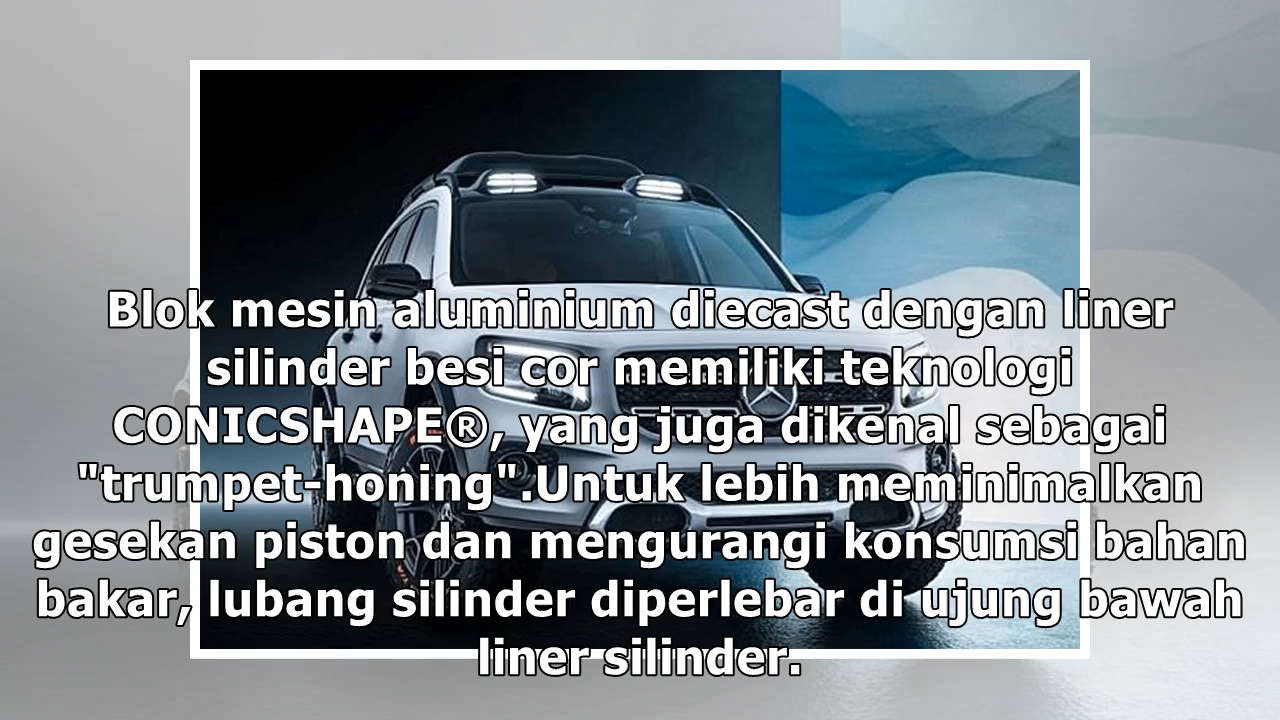 Blok mesin aluminium diecast dengan liner
silinder besi cor memiliki teknologi
CONICSHAPE®, yang juga dikenal sebagai
"trumpet-honing".Untuk lebih meminimalkan
gesekan piston dan mengurangi konsumsi bahan
bakar, lubang silinder diperlebar di ujung bawah
liner silinder.